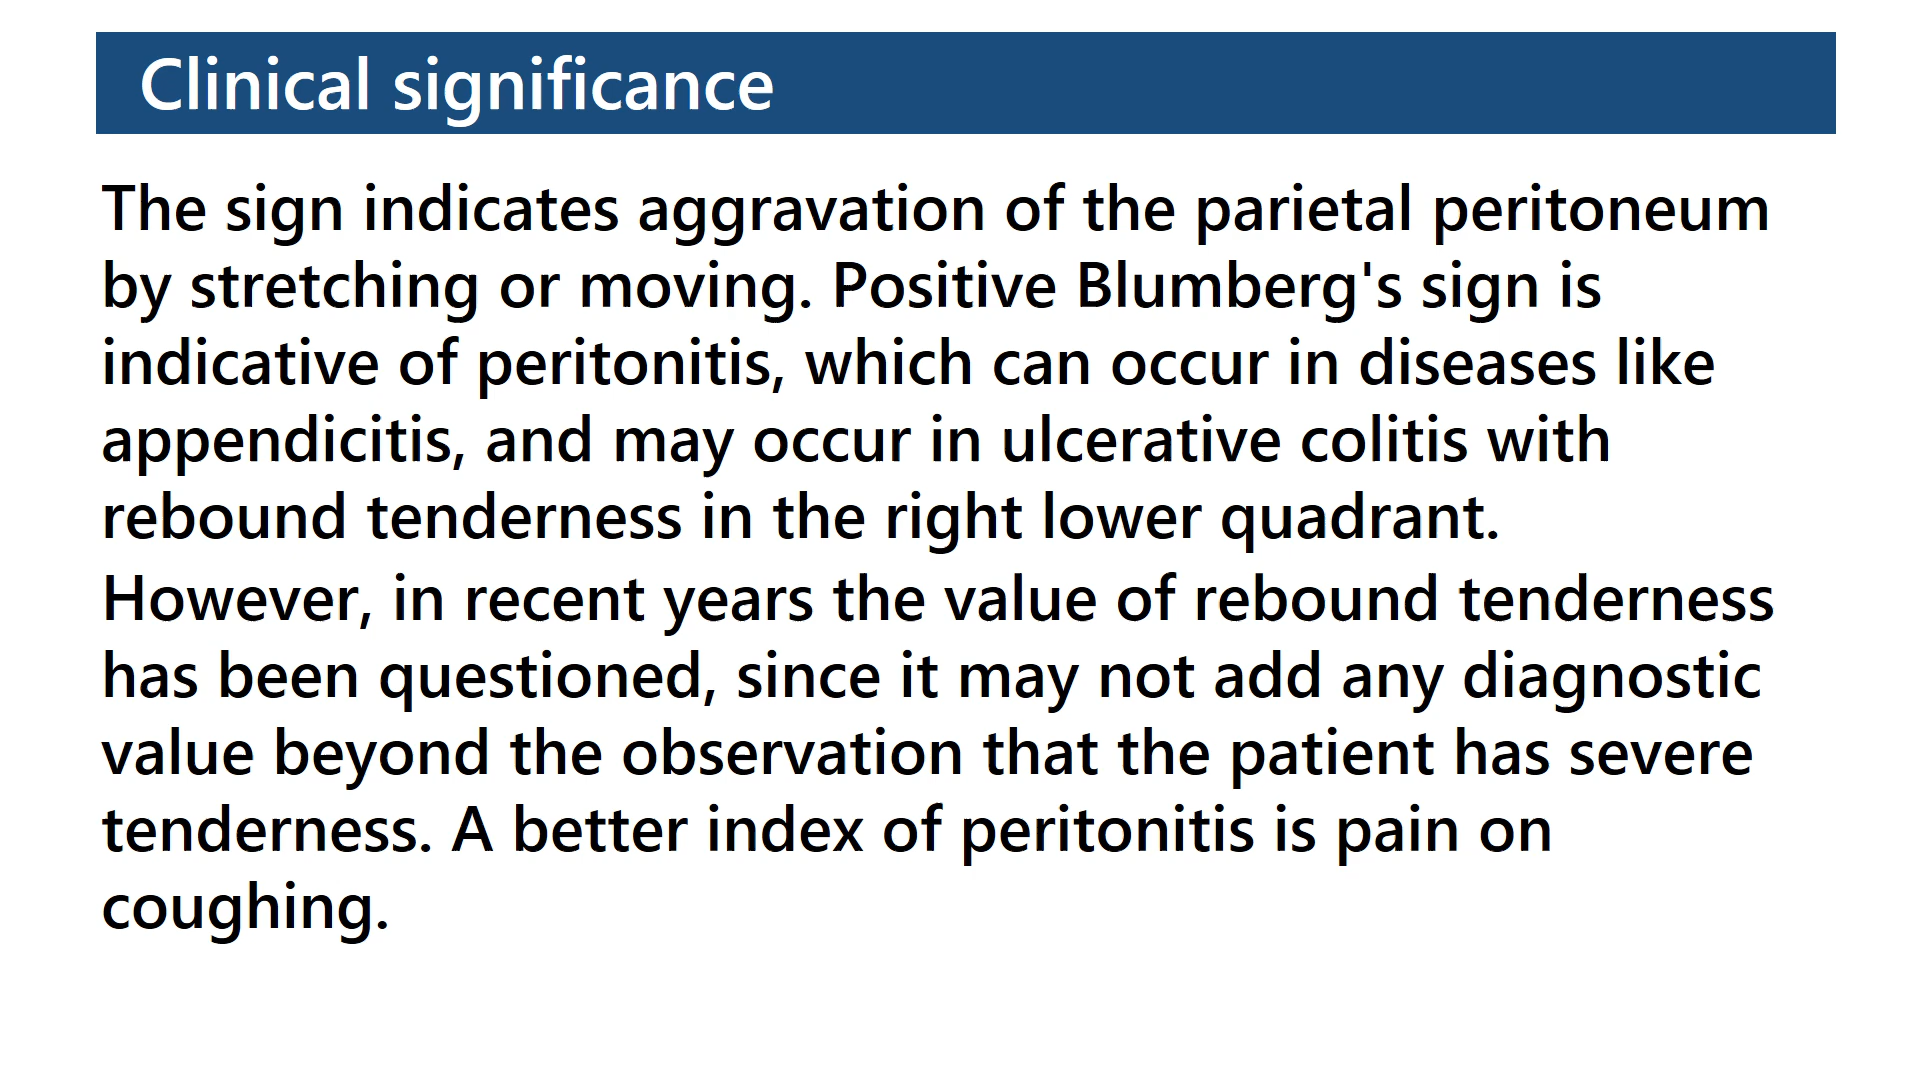 Clinical significance
The sign indicates aggravation of the parietal peritoneum
by stretching or moving. Positive Blumberg's sign is
indicative of peritonitis, which can occur in diseases like
appendicitis, and may occur in ulcerative colitis with
rebound tenderness in the right lower quadrant.
However, in recent years the value of rebound tenderness
has been questioned, since it may not add any diagnostic
value beyond the observation that the patient has severe
tenderness. A better index of peritonitis is pain on
coughing.